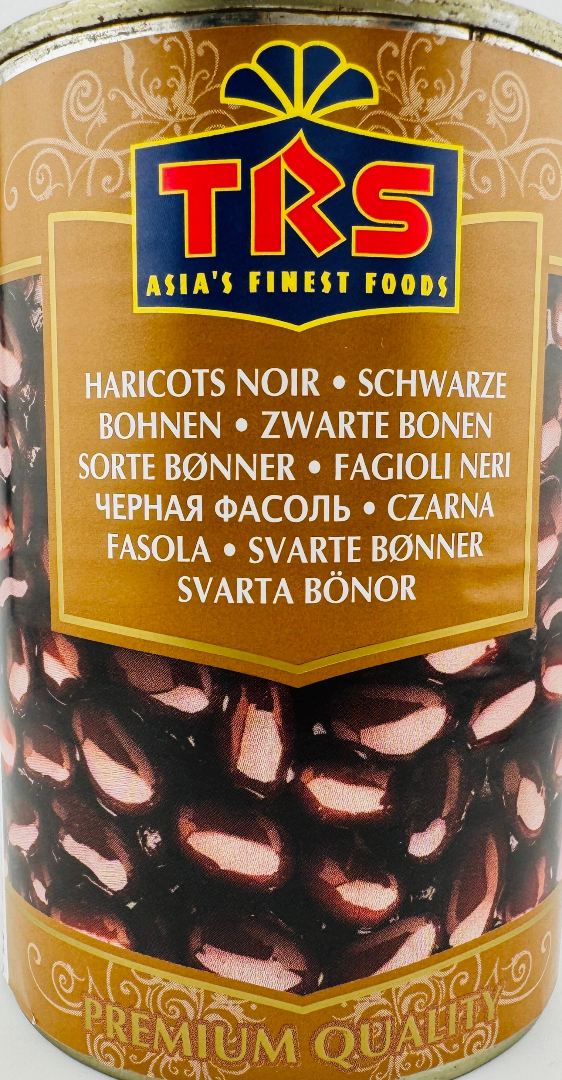 TRS
ASIA'S FINEST FOODS
HARICOTS NOIR • SCHWARZE
BOHNEN • ZWARTE BONEN
SORTE BØNNER • FAGIOLI NERI
ЧЕРНАЯ ФАСОЛЬ • CZARNA
FASOLA • SVARTE BØNNER
SVARTA BÖNOR
PREMIUM QUALITY